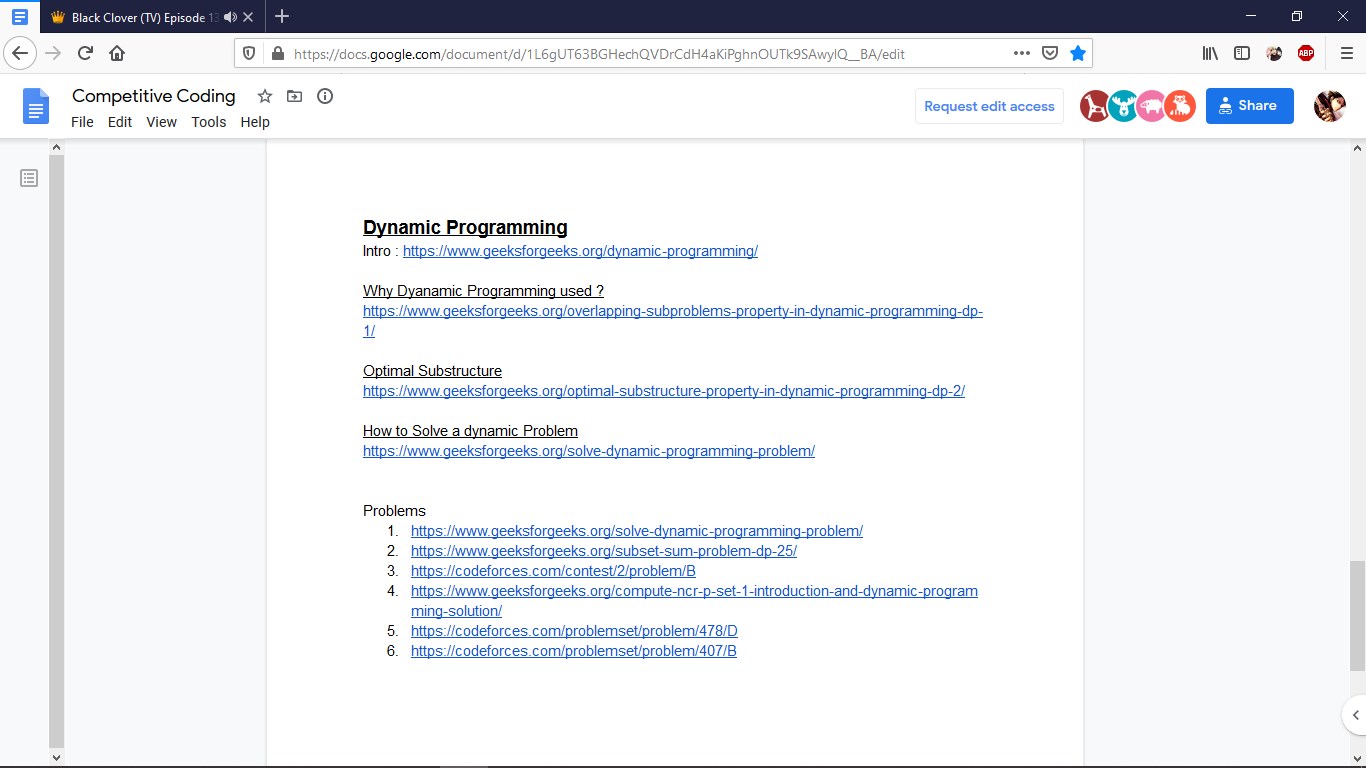 Black Clover (TV) Episode 13
https://docs.google.com/document/d/1L6gUT63BGHechQVDrCdH4aKiPghnOUTk9SAwylQ__BA/edit
ABP
Competitive Coding
File Edit View Tools Help
Request edit access
Share
Dynamic Programming
Intro : https://www.geeksforgeeks.org/dynamic-programming/
Why Dyanamic Programming used ?
https://www.geeksforgeeks.org/overlapping-subproblems-property-in-dynamic-programming-dp-
1/
Optimal Substructure
https://www.geeksforgeeks.org/optimal-substructure-property-in-dynamic-programming-dp-2/
How to Solve a dynamic Problem
https://www.geeksforgeeks.org/solve-dynamic-programming-problem/
Problems
1. https://www.geeksforgeeks.org/solve-dynamic-programming-problem/
2. https://www.geeksforgeeks.org/subset-sum-problem-dp-25/
3. https://codeforces.com/contest/2/problem/B
4. https://www.geeksforgeeks.org/compute-ncr-p-set-1-introduction-and-dynamic-program
ming-solution/
5. https://codeforces.com/problemset/problem/478/D
6. https://codeforces.com/problemset/problem/407/B